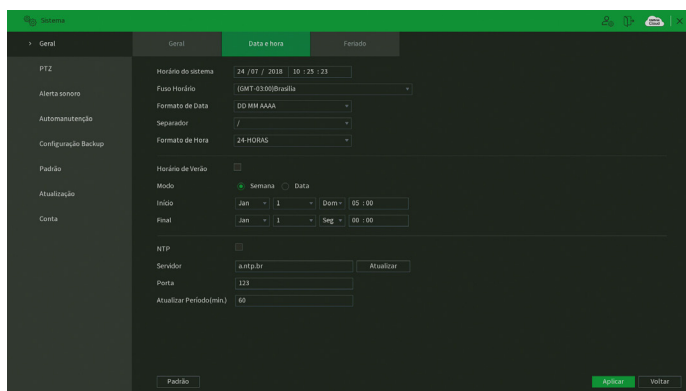 Sistema
> Geral
PTZ
Alerta sonoro
Automanutenção
Configuração Backup
Padrão
Atualização
Conta
Geral Data e hora Feriado
Horário do sistema 24 /07 / 2018 10 : 25 : 23
Fuso Horário (GMT-03:00)Brasília
Formato de Data DD MM AAAA
Separador /
Formato de Hora 24-HORAS
Horário de Verão
Modo Semana Data
Início Jan 1 Dom 05 : 00
Final Jan 1 Seg 00 : 00
NTP
Servidor a.ntp.br Atualizar
Porta 123
Atualizar Período(min.) 60
Padrão Aplicar Voltar